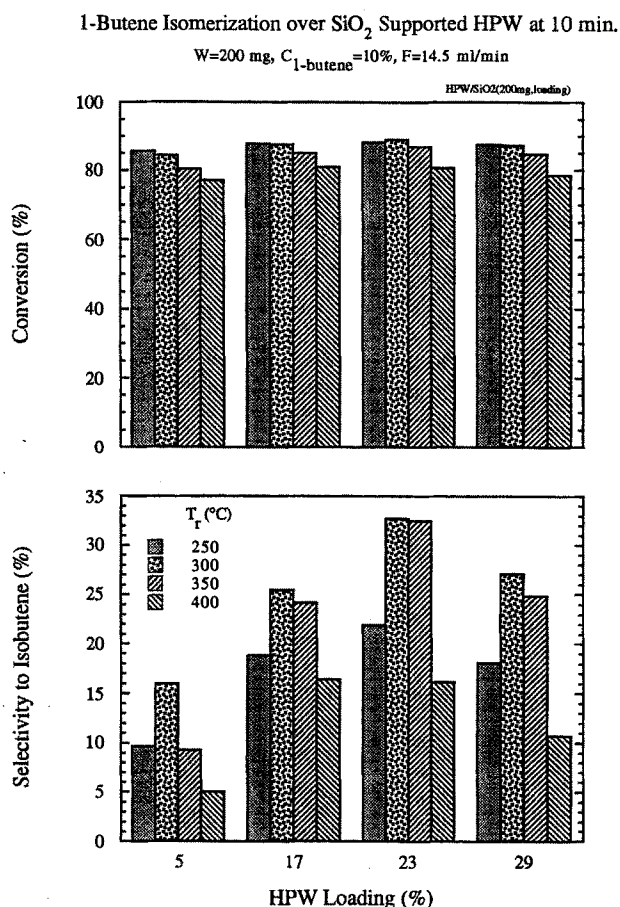 1-Butene Isomerization over SiO2 Supported HPW at 10 min.
W=200 mg, C1-butene=10%, F=14.5 ml/min
HPW/SiO2(200mg,loading)
100
80
60
40
20
0
Conversion (%)
35
30
25
20
15
10
5
0
Selectivity to Isobutene (%)
Tr (°C)
250
300
350
400
5 17 23 29
HPW Loading (%)